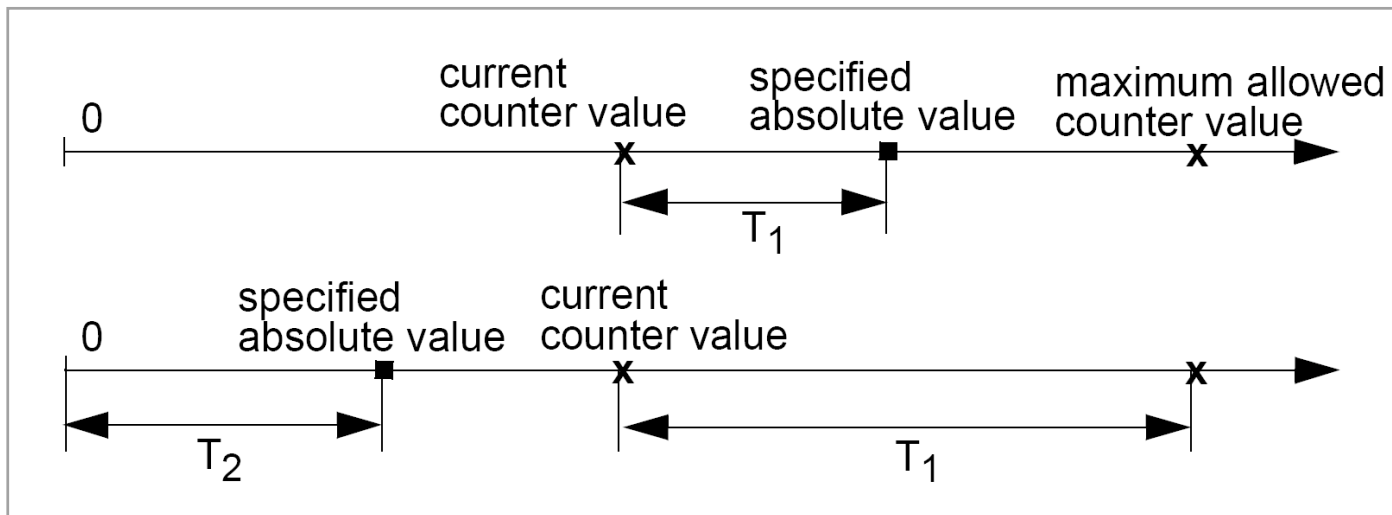 0
current
counter value
specified
absolute value
maximum allowed
counter value
T1
0
specified
absolute value
current
counter value
T2
T1